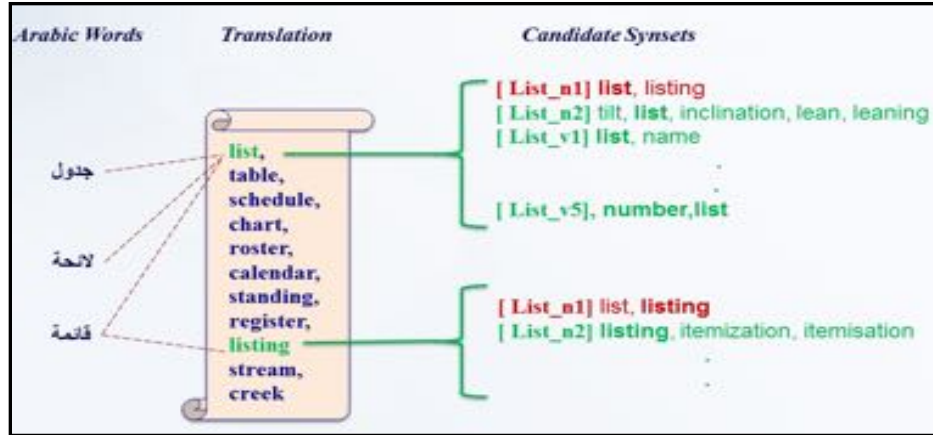 Arabic Words Translation Candidate Synsets
[ List_n1] list, listing
[ List_n2] tilt, list, inclination, lean, leaning
[ List_v1] list, name
[ List_v5], number,list
جدول
لائحة
قائمة
list,
table,
schedule,
chart,
roster,
calendar,
standing,
register,
listing
stream,
creek
[ List_n1] list, listing
[ List_n2] listing, itemization, itemisation